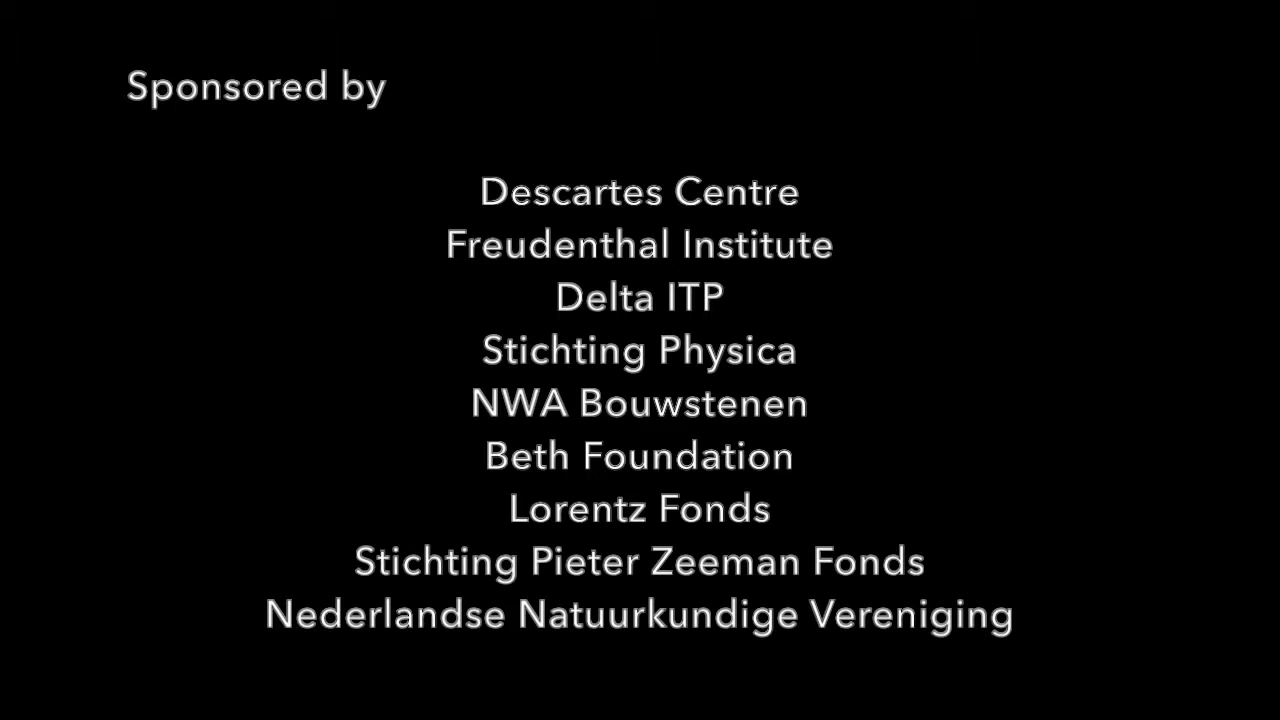 Sponsored by
Descartes Centre
Freudenthal Institute
Delta ITP
Stichting Physica
NWA Bouwstenen
Beth Foundation
Lorentz Fonds
Stichting Pieter Zeeman Fonds
Nederlandse Natuurkundige Vereniging